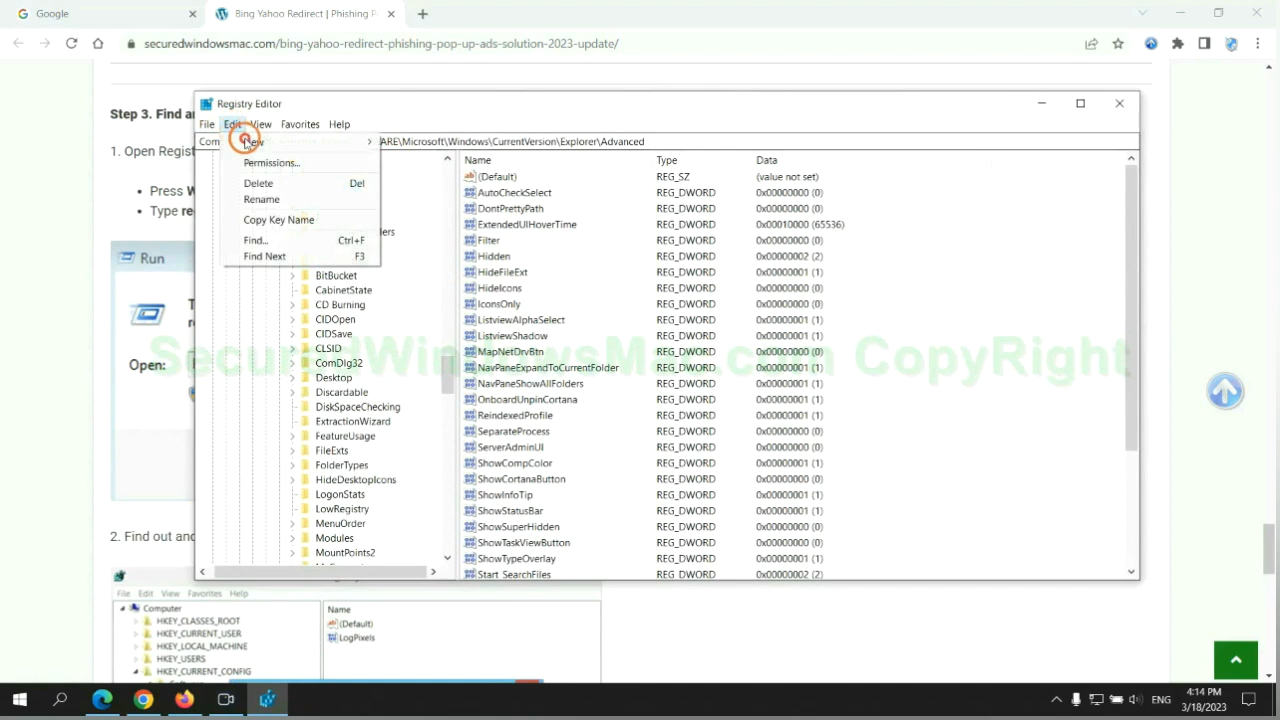 Google
Bing Yahoo Redirect | Phishing P
securedwindowsmac.com/bing-yahoo-redirect-phishing-pop-up-ads-solution-2023-update/
Step 3. Find a
1. Open Regist
Press W
Type re
Run
Open:
2. Find out and
Registry Editor
File Edit View Favorites Help
Com ARE\Microsoft\Windows\CurrentVersion\Explorer\Advanced
Permissions...
Delete Del
Rename
Copy Key Name
Find... Ctrl+F
Find Next F3
ders
BitBucket
CabinetState
CD Burning
CIDOpen
CIDSave
CLSID
ComDlg32
Desktop
Discardable
DiskSpaceChecking
ExtractionWizard
FeatureUsage
FileExts
FolderTypes
HideDesktopIcons
LogonStats
LowRegistry
MenuOrder
Modules
MountPoints2
Name Type Data
(Default) REG_SZ (value not set)
AutoCheckSelect REG_DWORD 0x00000000 (0)
DontPrettyPath REG_DWORD 0x00000000 (0)
ExtendedUIHoverTime REG_DWORD 0x00010000 (65536)
Filter REG_DWORD 0x00000000 (0)
Hidden REG_DWORD 0x00000002 (2)
HideFileExt REG_DWORD 0x00000001 (1)
HideIcons REG_DWORD 0x00000000 (0)
IconsOnly REG_DWORD 0x00000000 (0)
ListviewAlphaSelect REG_DWORD 0x00000001 (1)
ListviewShadow REG_DWORD 0x00000001 (1)
MapNetDrvBtn REG_DWORD 0x00000000 (0)
NavPaneExpandToCurrentFolder REG_DWORD 0x00000001 (1)
NavPaneShowAllFolders REG_DWORD 0x00000001 (1)
OnboardUnpinCortana REG_DWORD 0x00000001 (1)
ReindexedProfile REG_DWORD 0x00000001 (1)
SeparateProcess REG_DWORD 0x00000000 (0)
ServerAdminUI REG_DWORD 0x00000000 (0)
ShowCompColor REG_DWORD 0x00000001 (1)
ShowCortanaButton REG_DWORD 0x00000000 (0)
ShowInfoTip REG_DWORD 0x00000001 (1)
ShowStatusBar REG_DWORD 0x00000001 (1)
ShowSuperHidden REG_DWORD 0x00000000 (0)
ShowTaskViewButton REG_DWORD 0x00000000 (0)
ShowTypeOverlay REG_DWORD 0x00000001 (1)
Start_SearchFiles REG_DWORD 0x00000002 (2)
SecuredWindowsMac.com CopyRight
File Edit View Favorites Help
Computer
HKEY_CLASSES_ROOT
HKEY_CURRENT_USER
HKEY_LOCAL_MACHINE
HKEY_USERS
HKEY_CURRENT_CONFIG
Name
(Default)
LogPixels
ENG
4:14 PM
3/18/2023